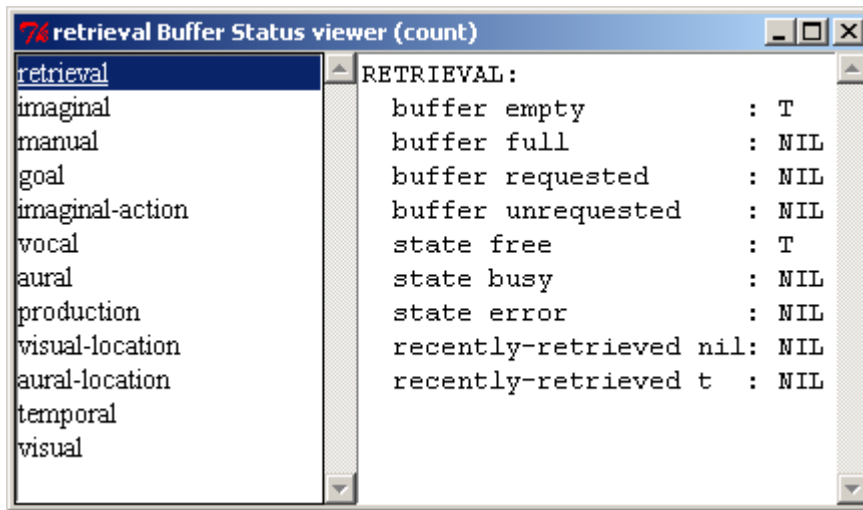 retrieval Buffer Status viewer (count)
retrieval
imaginal
manual
goal
imaginal-action
vocal
aural
production
visual-location
aural-location
temporal
visual
RETRIEVAL:
buffer empty : T
buffer full : NIL
buffer requested : NIL
buffer unrequested : NIL
state free : T
state busy : NIL
state error : NIL
recently-retrieved nil: NIL
recently-retrieved t : NIL